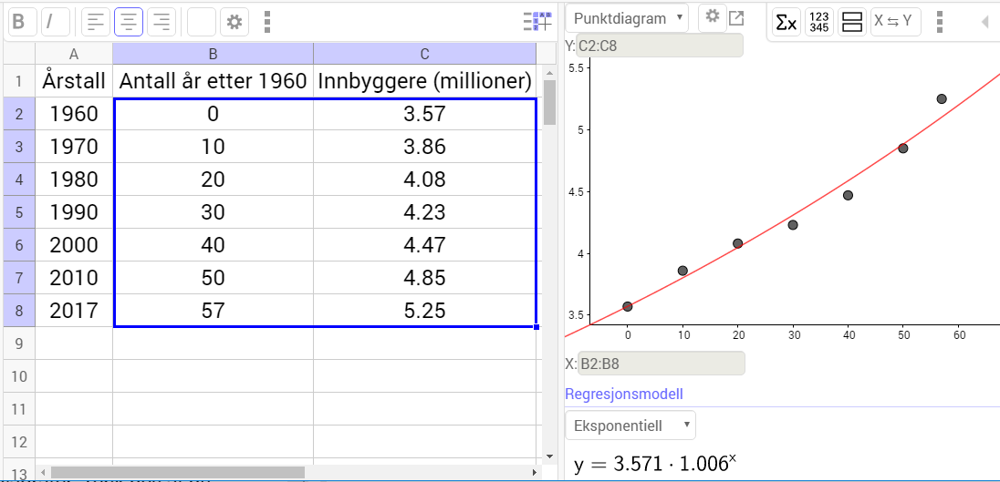 B I
A B C
1 Årstall Antall år etter 1960 Innbyggere (millioner)
2 1960 0 3.57
3 1970 10 3.86
4 1980 20 4.08
5 1990 30 4.23
6 2000 40 4.47
7 2010 50 4.85
8 2017 57 5.25
9
10
11
12
13
Punktdiagram
Σx 123 345 X ⇆ Y
Y: C2:C8
5.5
5
4.5
4
3.5
0 10 20 30 40 50 60
X: B2:B8
Regresjonsmodell
Eksponentiell
y = 3.571 · 1.006ˣ